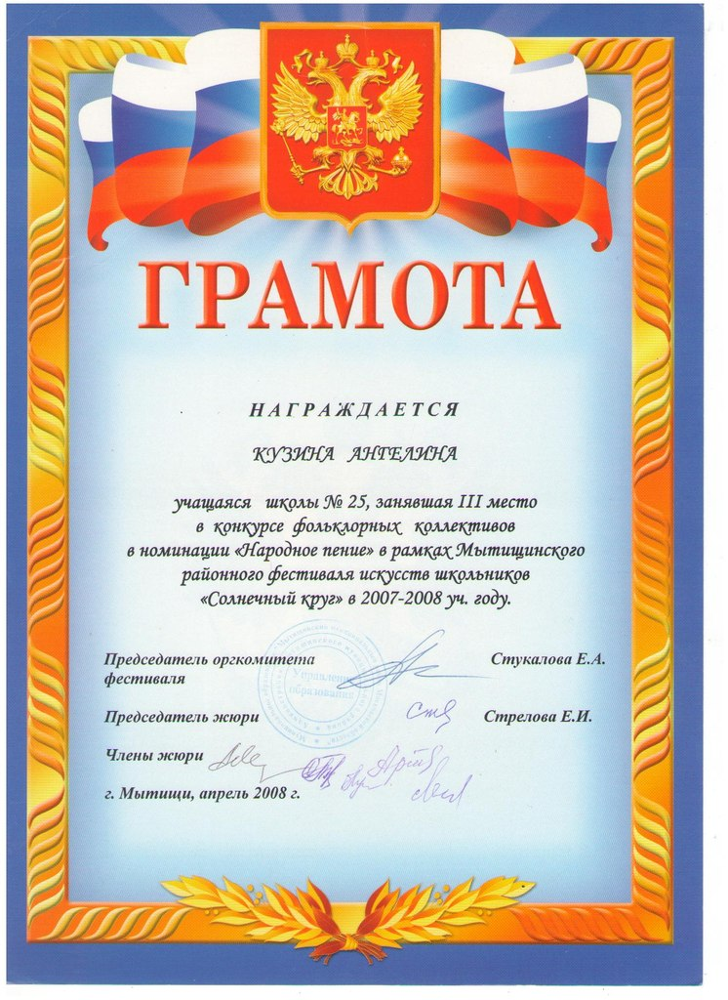 ГРАМОТА
НАГРАЖДАЕТСЯ
КУЗИНА АНГЕЛИНА
учащаяся школы № 25, занявшая III место
в конкурсе фольклорных коллективов
в номинации «Народное пение» в рамках Мытищинского
районного фестиваля искусств школьников
«Солнечный круг» в 2007-2008 уч. году.
Председатель оргкомитета Стукалова Е.А.
фестиваля
Управление
образования
Председатель жюри Стрелова Е.И.
Члены жюри
г. Мытищи, апрель 2008 г.